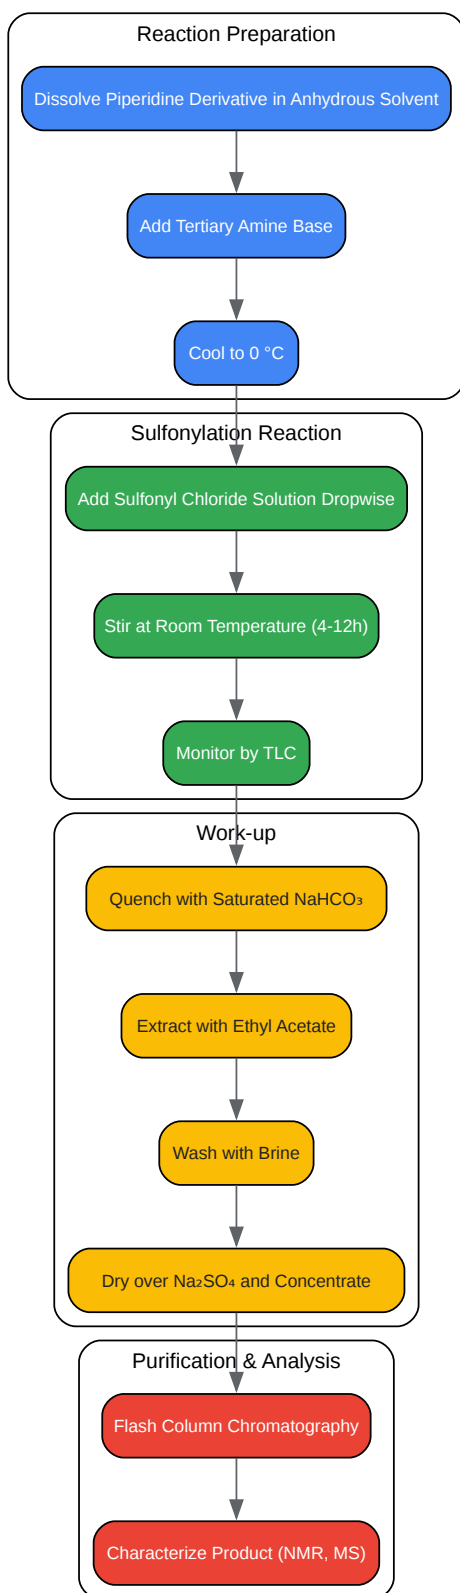 Reaction Preparation
Dissolve Piperidine Derivative in Anhydrous Solvent
Add Tertiary Amine Base
Cool to 0 °C
Sulfonylation Reaction
Add Sulfonyl Chloride Solution Dropwise
Stir at Room Temperature (4-12h)
Monitor by TLC
Work-up
Quench with Saturated NaHCO₃
Extract with Ethyl Acetate
Wash with Brine
Dry over Na₂SO₄ and Concentrate
Purification & Analysis
Flash Column Chromatography
Characterize Product (NMR, MS)